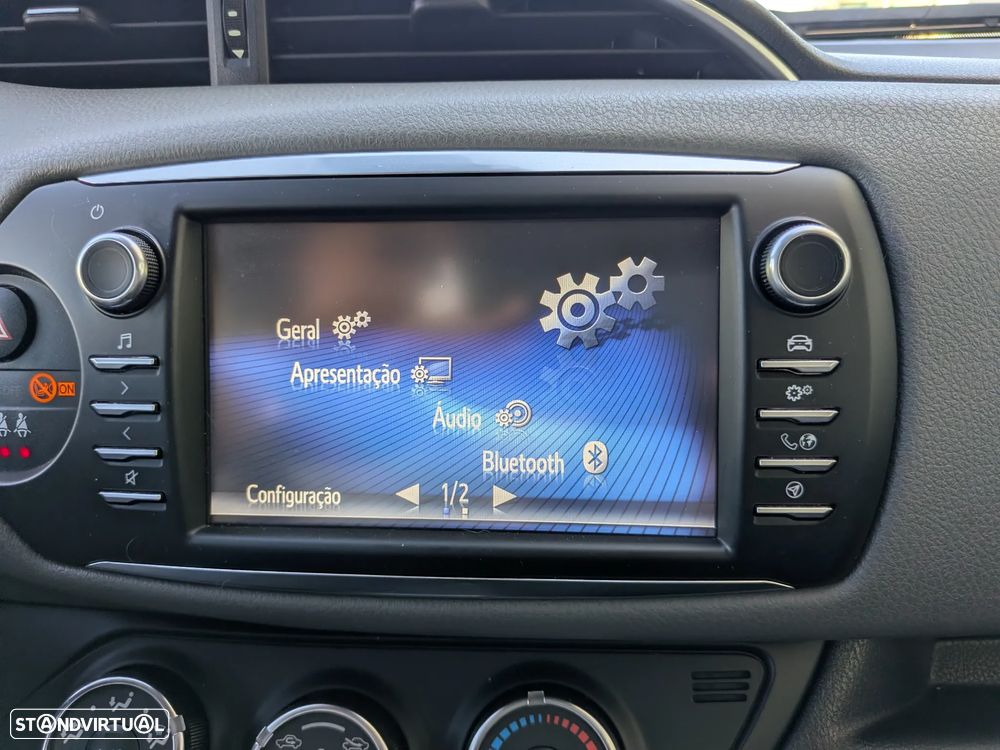 Geral
Apresentação
Áudio
Bluetooth
Configuração 1/2
ON
STANDVIRTUAL